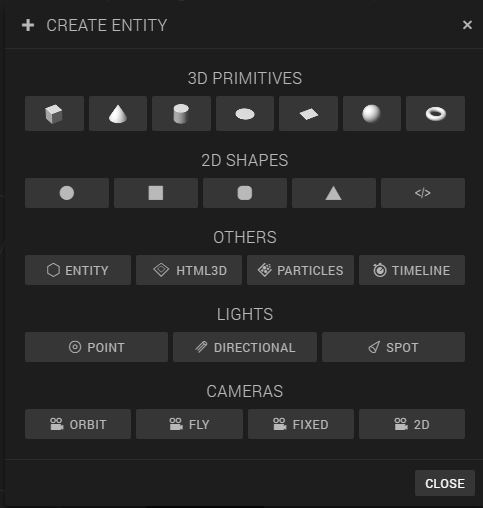 CREATE ENTITY
3D PRIMITIVES
2D SHAPES
</>
OTHERS
ENTITY HTML3D PARTICLES TIMELINE
LIGHTS
POINT DIRECTIONAL SPOT
CAMERAS
ORBIT FLY FIXED 2D
CLOSE